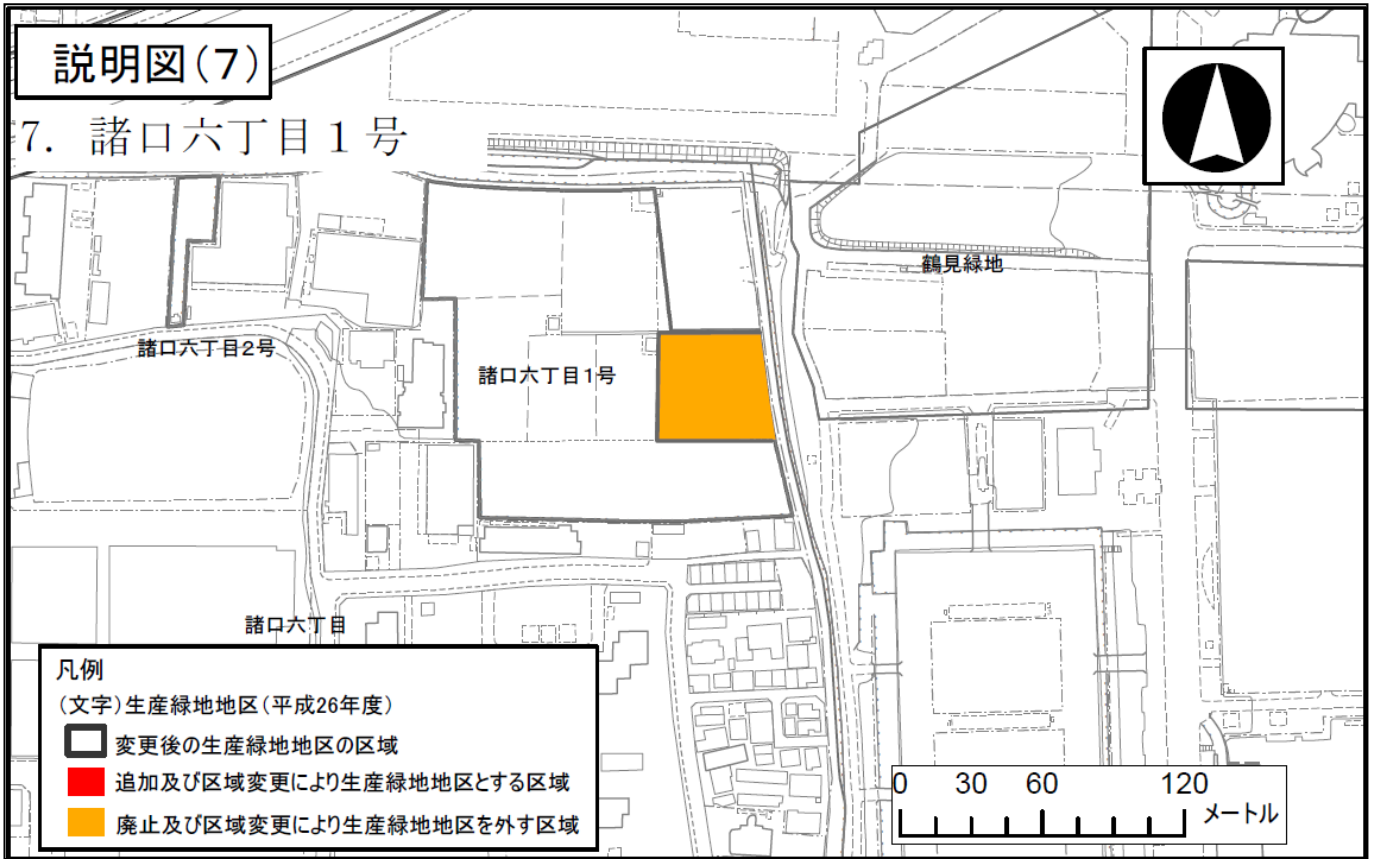 説明図(7)
7. 諸口六丁目1号
鶴見緑地
諸口六丁目2号
諸口六丁目1号
諸口六丁目
凡例
(文字)生産緑地地区(平成26年度)
変更後の生産緑地地区の区域
追加及び区域変更により生産緑地地区とする区域
廃止及び区域変更により生産緑地地区を外す区域
0 30 60 120
メートル